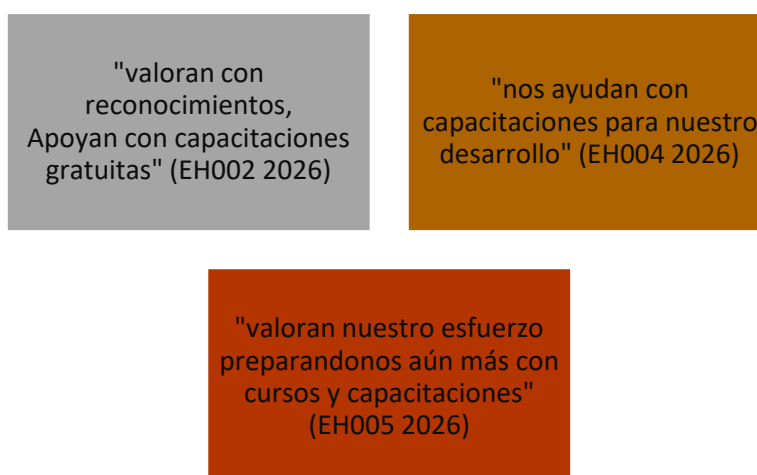 "valoran con
reconocimientos,
Apoyan con capacitaciones
gratuitas" (EH002 2026)
"nos ayudan con
capacitaciones para nuestro
desarrollo" (EH004 2026)
"valoran nuestro esfuerzo
preparandonos aún más con
cursos y capacitaciones"
(EH005 2026)